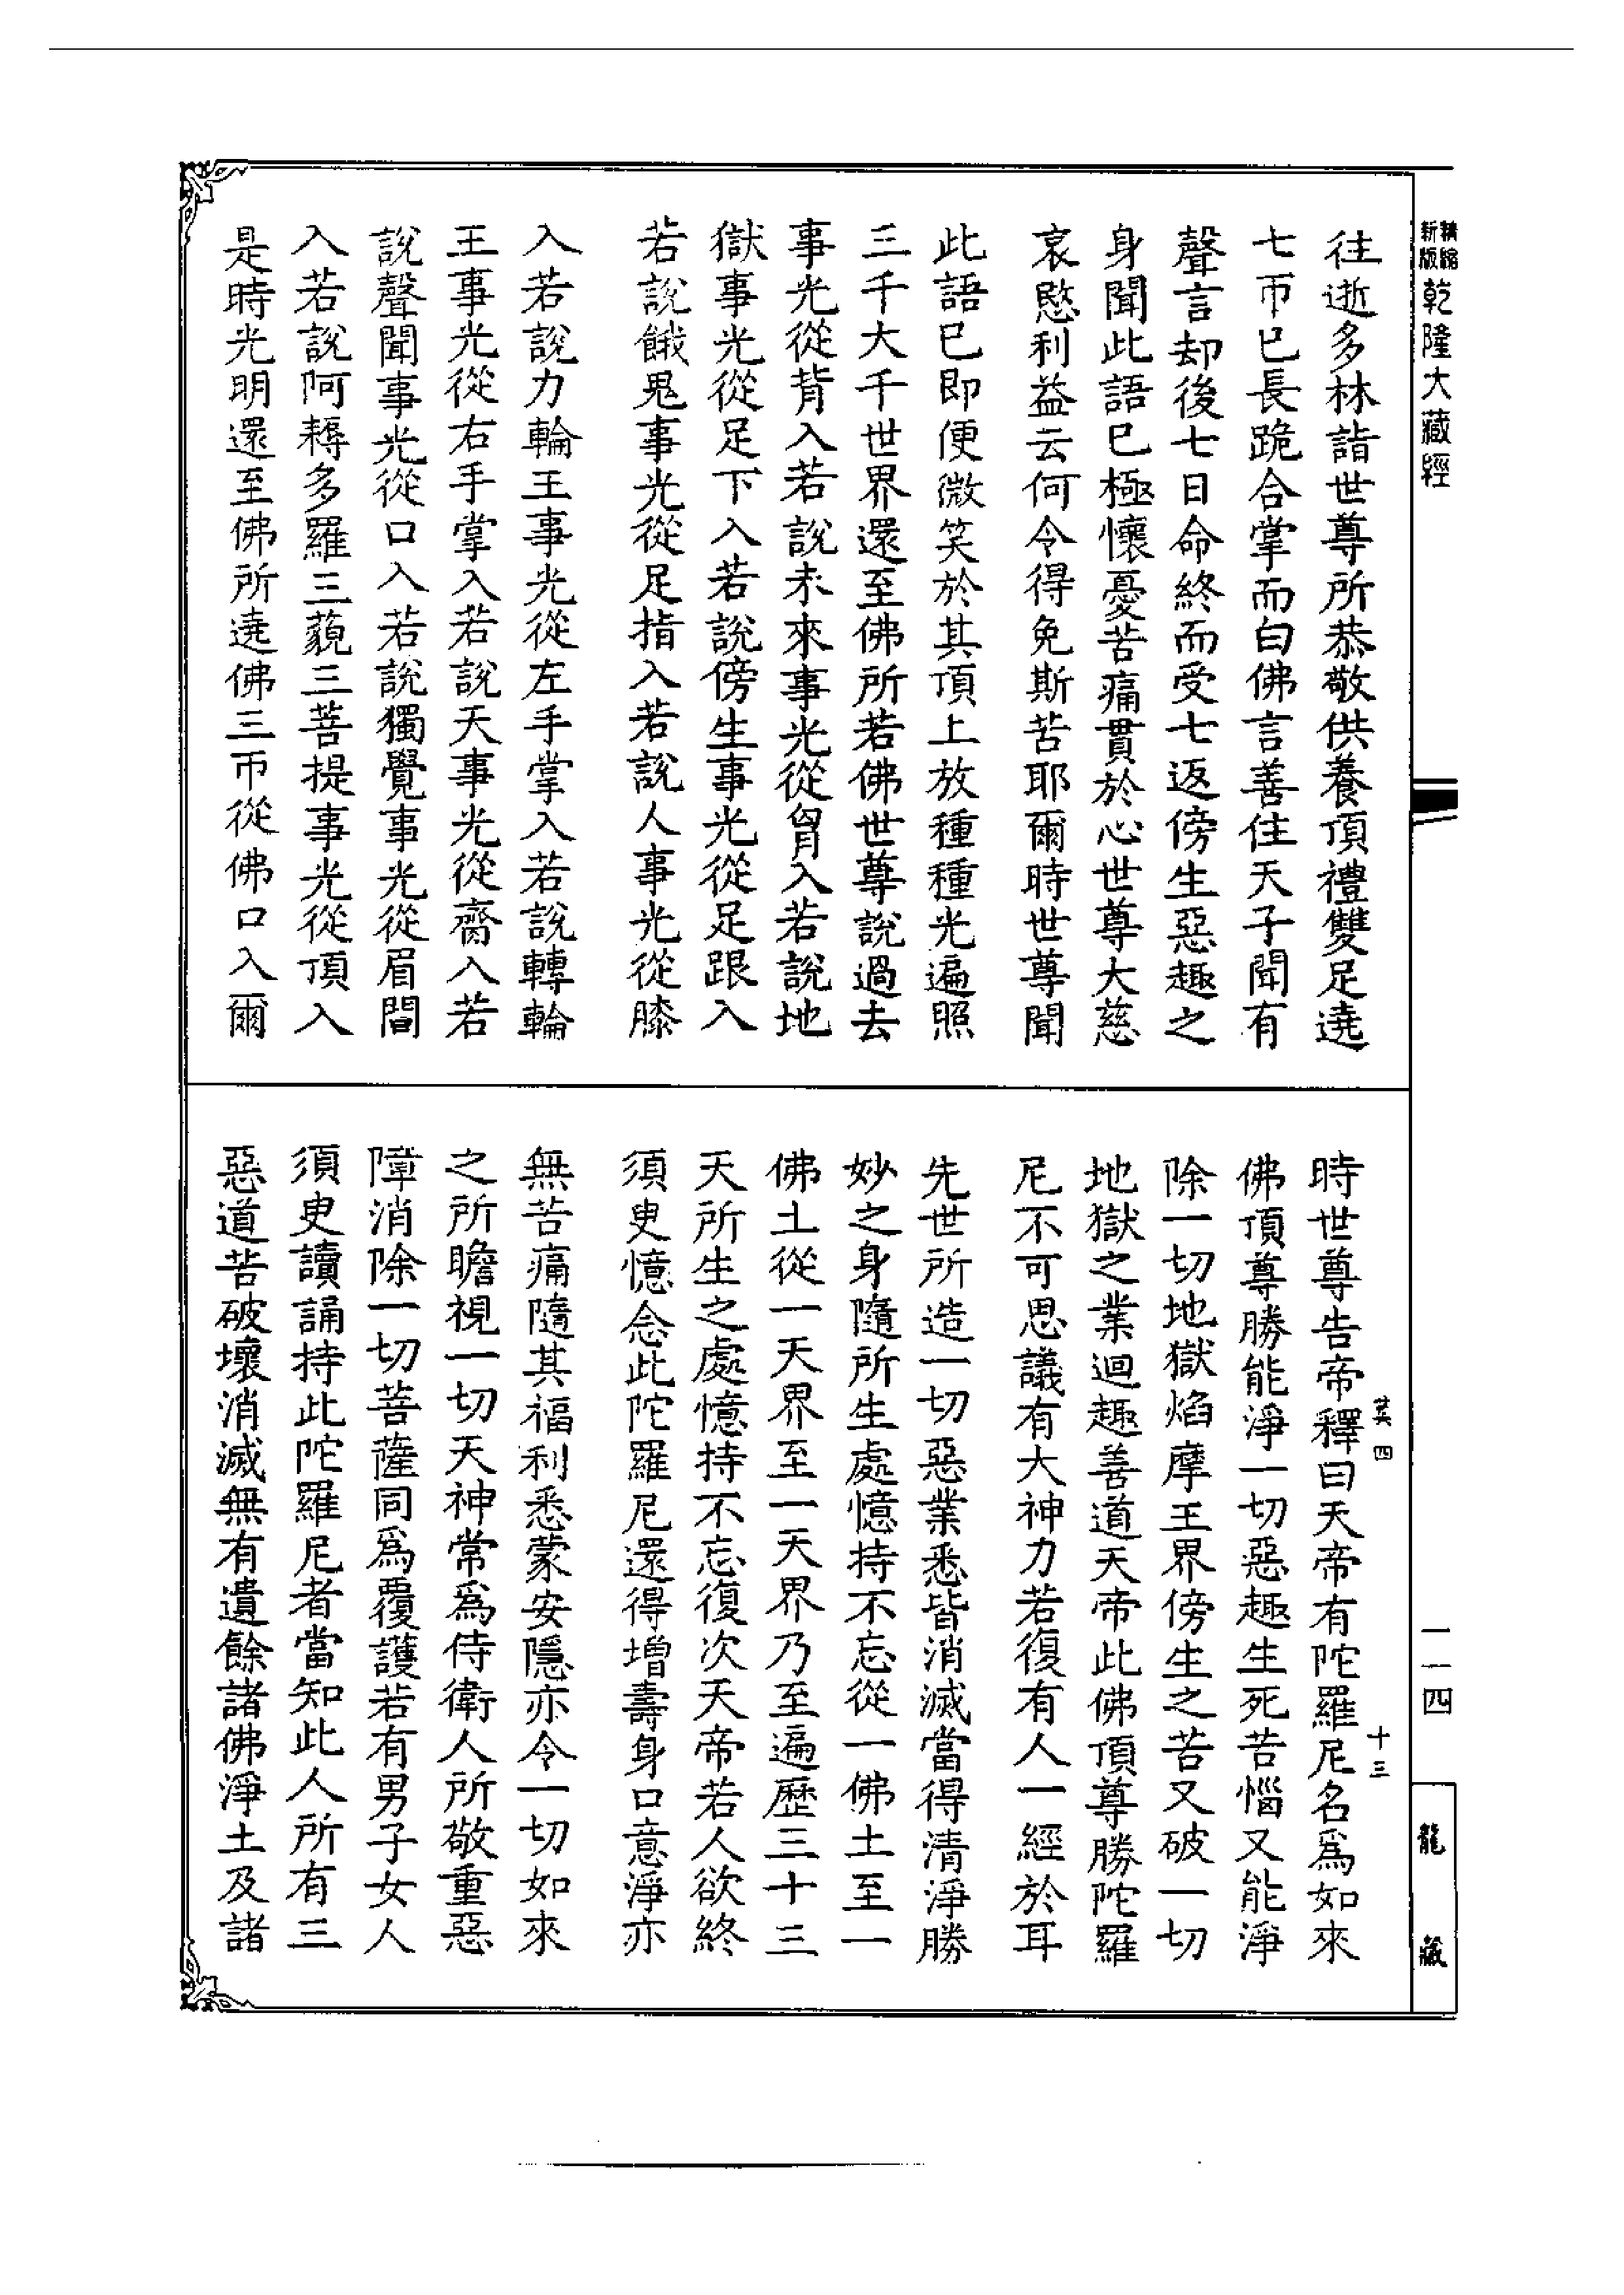 精縮新版乾隆大藏經
往逝多林詣世尊所恭敬供養頂禮雙足遶
七帀已長跪合掌而白佛言善住天子聞有
聲言却後七日命終而受七返傍生惡趣之
身聞此語已極懷憂苦痛貫於心世尊大慈
哀愍利益云何令得免斯苦耶爾時世尊聞
此語已即便微笑於其頂上放種種光遍照
三千大千世界還至佛所若佛世尊說過去
事光從背入若說未來事光從胷入若說地
獄事光從足下入若說傍生事光從足跟入
若說餓鬼事光從足指入若說人事光從膝
入若說力輪王事光從左手掌入若說轉輪
王事光從右手掌入若說天事光從齎入若
說聲聞事光從口入若說獨覺事光從眉間
入若說阿耨多羅三藐三菩提事光從頂入
是時光明還至佛所遶佛三帀從佛口入爾
英四
十三
時世尊告帝釋曰天帝有陀羅尼名爲如來
佛頂尊勝能淨一切惡趣生死苦惱又能淨
除一切地獄焰摩王界傍生之苦又破一切
地獄之業迴趣善道天帝此佛頂尊勝陀羅
尼不可思議有大神力若復有人一經於耳
先世所造一切惡業悉皆消滅當得清淨勝
妙之身隨所生處憶持不忘從一佛土至一
佛土從一天界至一天界乃至遍歷三十三
天所生之處憶持不忘復次天帝若人欲終
須臾憶念此陀羅尼還得增壽身口意淨亦
無苦痛隨其福利悉蒙安隱亦令一切如來
之所瞻視一切天神常爲侍衛人所敬重惡
障消除一切菩薩同爲覆護若有男子女人
須臾讀誦持此陀羅尼者當知此人所有三
惡道苦破壞消滅無有遺餘諸佛淨土及諸
一一四
龍藏